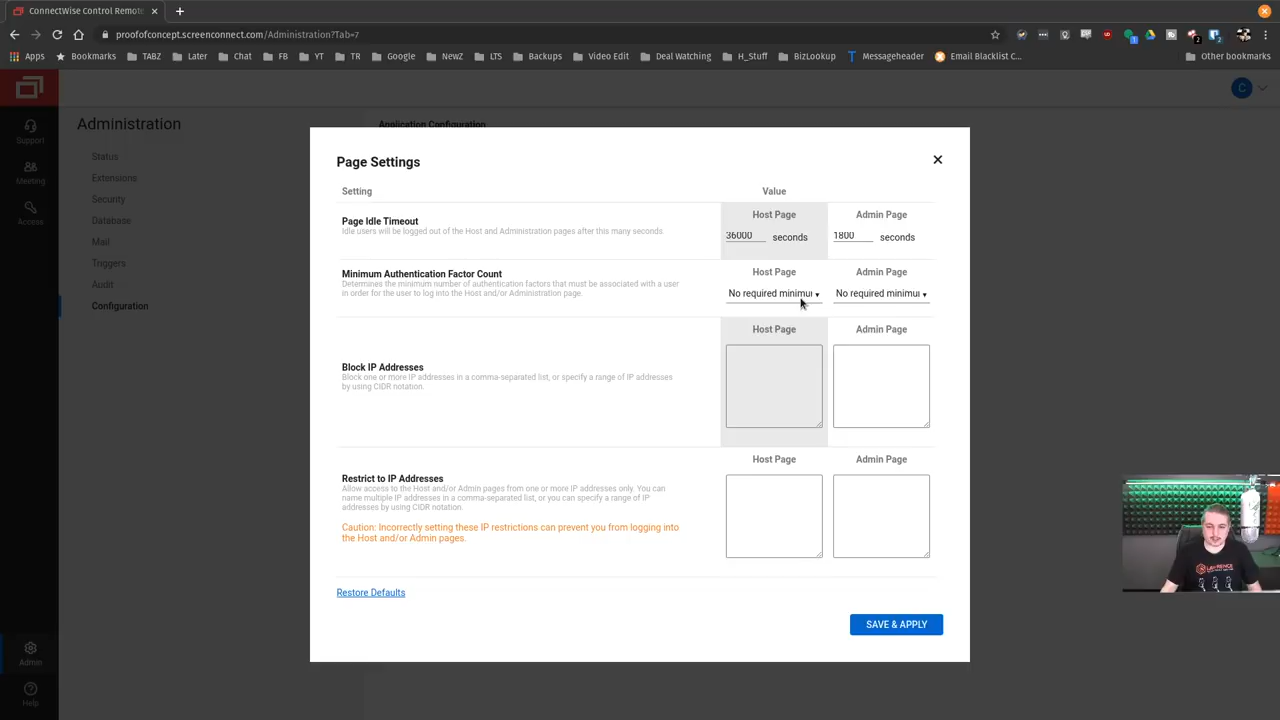 ConnectWise Control Remote
proofofconcept.screenconnect.com/Administration?Tab=7
Apps
Bookmarks
TABZ
Later
Chat
FB
YT
TR
Google
NewZ
LTS
Backups
Video Edit
Deal Watching
H_Stuff
BizLookup
Messageheader
Email Blacklist C...
Other bookmarks
Support
Meeting
Access
Admin
Help
C
Administration
Status
Extensions
Security
Database
Mail
Triggers
Audit
Configuration
Application Configuration
Page Settings
Setting
Value
Page Idle Timeout
Idle users will be logged out of the Host and Administration pages after this many seconds.
Host Page
Admin Page
36000 seconds
1800 seconds
Minimum Authentication Factor Count
Determines the minimum number of authentication factors that must be associated with a user
in order for the user to log into the Host and/or Administration page.
Host Page
Admin Page
No required minimu
No required minimu
Block IP Addresses
Block one or more IP addresses in a comma-separated list, or specify a range of IP addresses
by using CIDR notation.
Host Page
Admin Page
Restrict to IP Addresses
Allow access to the Host and/or Admin pages from one or more IP addresses only. You can
name multiple IP addresses in a comma-separated list, or you can specify a range of IP
addresses by using CIDR notation.
Caution: Incorrectly setting these IP restrictions can prevent you from logging into
the Host and/or Admin pages.
Host Page
Admin Page
Restore Defaults
SAVE & APPLY